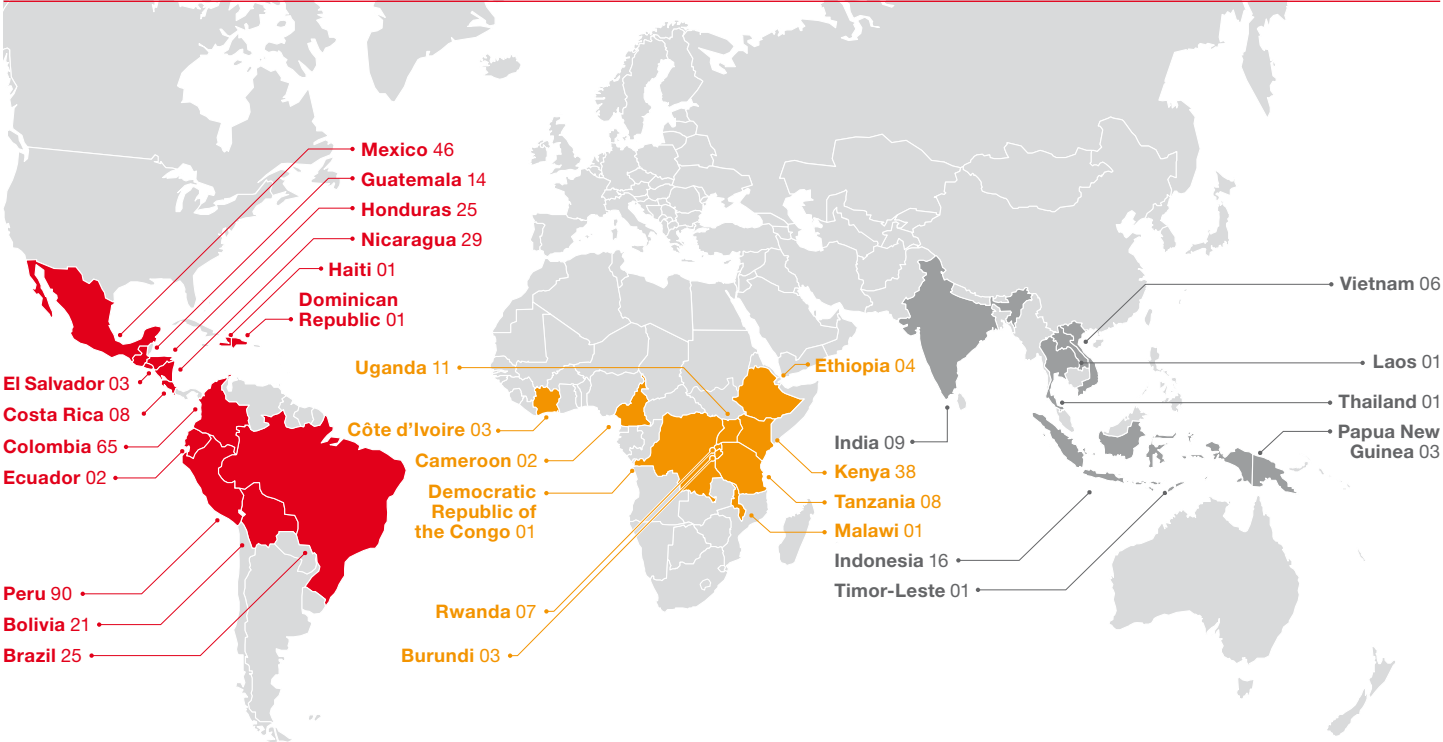 Mexico 46
Guatemala 14
Honduras 25
Nicaragua 29
Haiti 01
Dominican
Republic 01
El Salvador 03
Costa Rica 08
Colombia 65
Ecuador 02
Peru 90
Bolivia 21
Brazil 25
Uganda 11
Côte d’Ivoire 03
Cameroon 02
Democratic
Republic of
the Congo 01
Rwanda 07
Burundi 03
Ethiopia 04
Kenya 38
Tanzania 08
Malawi 01
India 09
Indonesia 16
Timor-Leste 01
Vietnam 06
Laos 01
Thailand 01
Papua New
Guinea 03